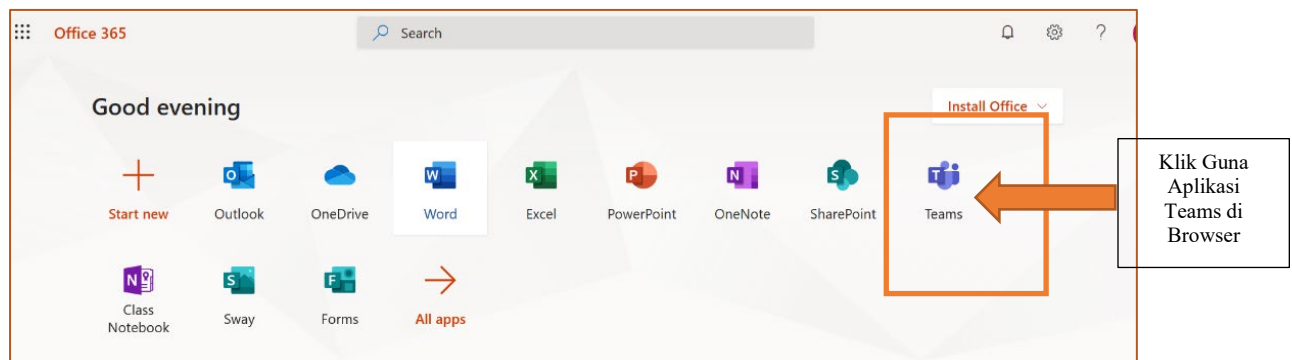 Office 365
Search
?
Good evening
Install Office
Start new
Outlook
OneDrive
Word
Excel
PowerPoint
OneNote
SharePoint
Teams
Class
Notebook
Sway
Forms
All apps
Klik Guna
Aplikasi
Teams di
Browser